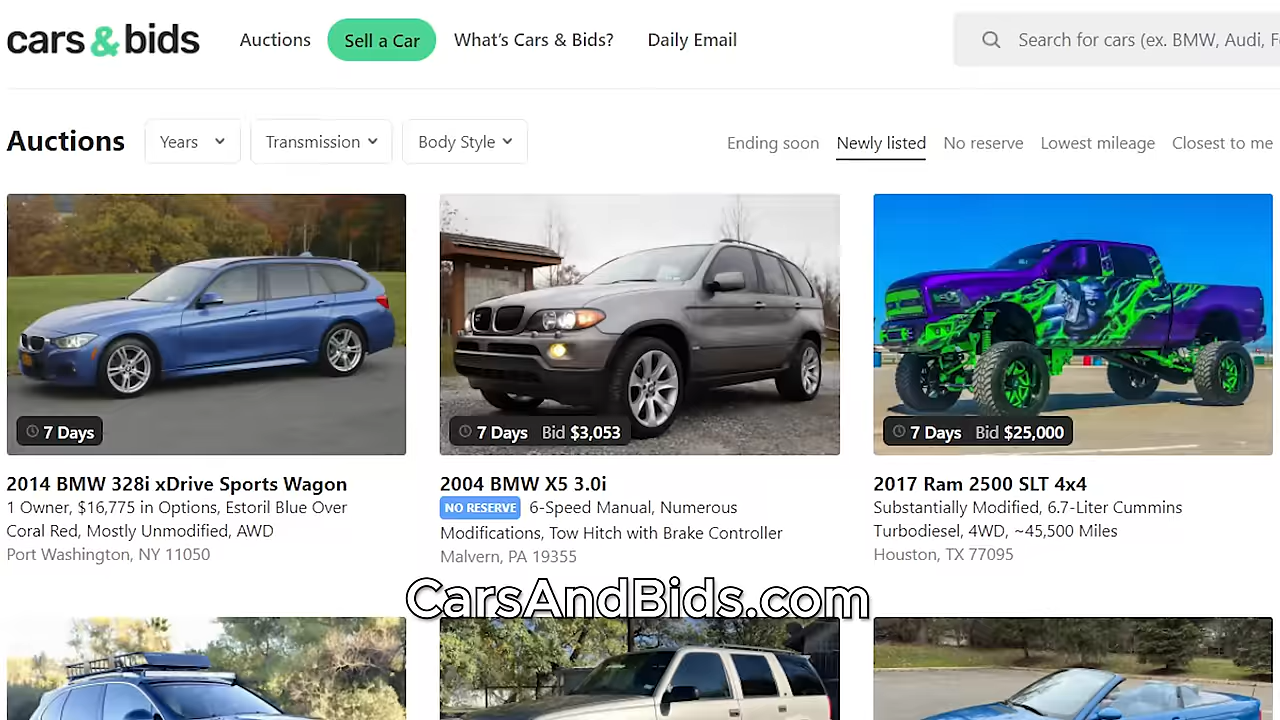 cars & bids
Auctions
Sell a Car
What's Cars & Bids?
Daily Email
Search for cars (ex. BMW, Audi, F
Auctions
Years
Transmission
Body Style
Ending soon
Newly listed
No reserve
Lowest mileage
Closest to me
7 Days
7 Days Bid $3,053
7 Days Bid $25,000
2014 BMW 328i xDrive Sports Wagon
1 Owner, $16,775 in Options, Estoril Blue Over
Coral Red, Mostly Unmodified, AWD
Port Washington, NY 11050
2004 BMW X5 3.0i
NO RESERVE 6-Speed Manual, Numerous
Modifications, Tow Hitch with Brake Controller
Malvern, PA 19355
2017 Ram 2500 SLT 4x4
Substantially Modified, 6.7-Liter Cummins
Turbodiesel, 4WD, ~45,500 Miles
Houston, TX 77095
CarsAndBids.com